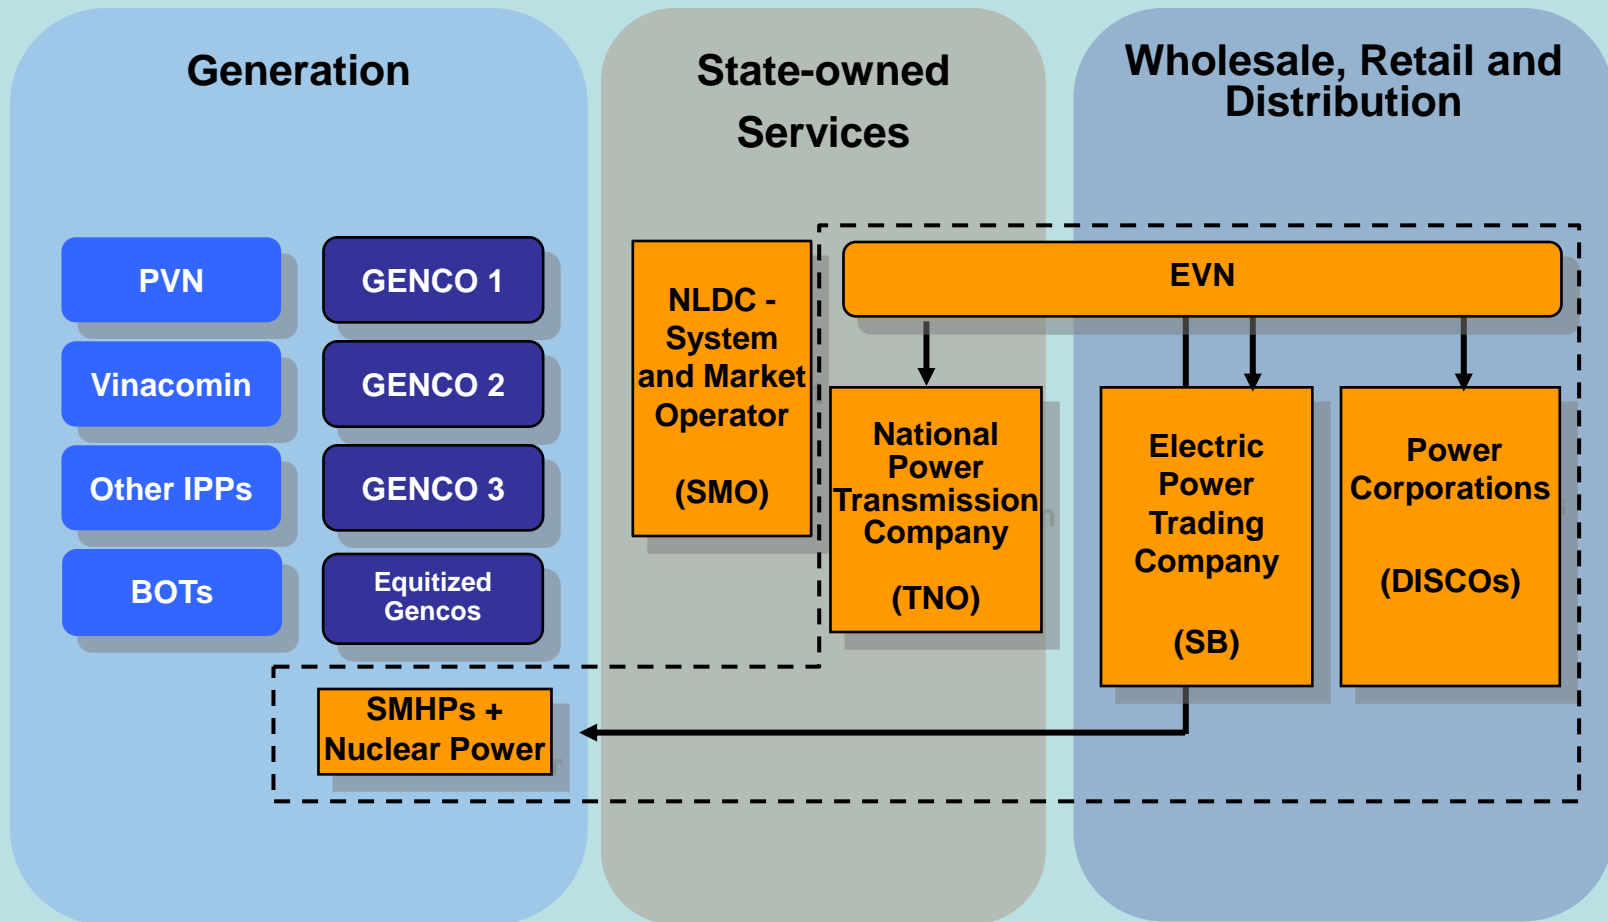 Generation
State-owned
Services
Wholesale, Retail and
Distribution
PVN
Vinacomin
Other IPPs
BOTs
GENCO 1
GENCO 2
GENCO 3
Equitized
Gencos
SMHPs +
Nuclear Power
NLDC -
System
and Market
Operator
(SMO)
EVN
National
Power
Transmission
Company
(TNO)
Electric
Power
Trading
Company
(SB)
Power
Corporations
(DISCOs)